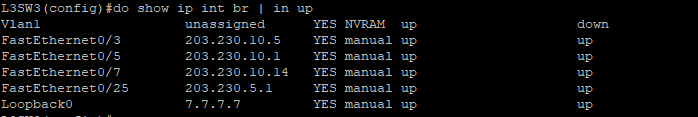 L3SW3(config)#do show ip int br | in up
Vlan1 unassigned YES NVRAM up down
FastEthernet0/3 203.230.10.5 YES manual up up
FastEthernet0/5 203.230.10.1 YES manual up up
FastEthernet0/7 203.230.10.14 YES manual up up
FastEthernet0/25 203.230.5.1 YES manual up up
Loopback0 7.7.7.7 YES manual up up